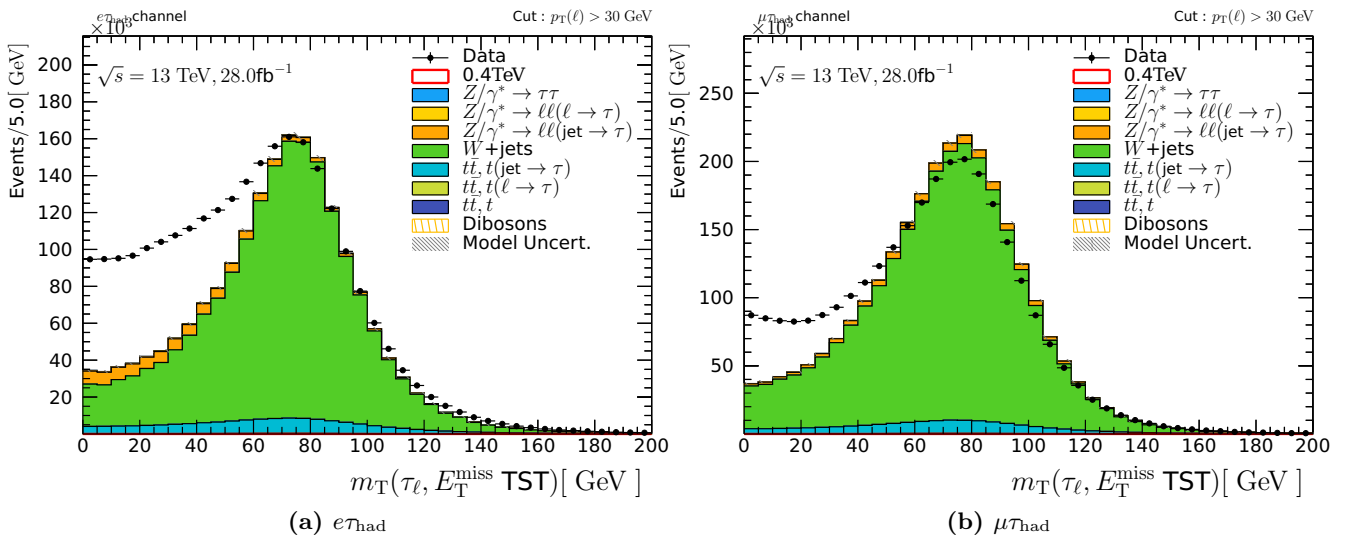 eτhad channel
Cut : pT(ℓ) > 30 GeV
×10³
Events/5.0[ GeV]
√s = 13 TeV, 28.0fb⁻¹
Data
0.4TeV
Z/γ* → ττ
Z/γ* → ℓℓ(ℓ → τ)
Z/γ* → ℓℓ(jet → τ)
W+jets
tt̄, t(jet → τ)
tt̄, t(ℓ → τ)
tt̄, t
Dibosons
Model Uncert.
200
180
160
140
120
100
80
60
40
20
0 20 40 60 80 100 120 140 160 180 200
mT(τℓ, ETmiss TST)[ GeV ]
(a) eτhad
μτhad channel
Cut : pT(ℓ) > 30 GeV
×10³
Events/5.0[ GeV]
√s = 13 TeV, 28.0fb⁻¹
Data
0.4TeV
Z/γ* → ττ
Z/γ* → ℓℓ(ℓ → τ)
Z/γ* → ℓℓ(jet → τ)
W+jets
tt̄, t(jet → τ)
tt̄, t(ℓ → τ)
tt̄, t
Dibosons
Model Uncert.
250
200
150
100
50
0 20 40 60 80 100 120 140 160 180 200
mT(τℓ, ETmiss TST)[ GeV ]
(b) μτhad